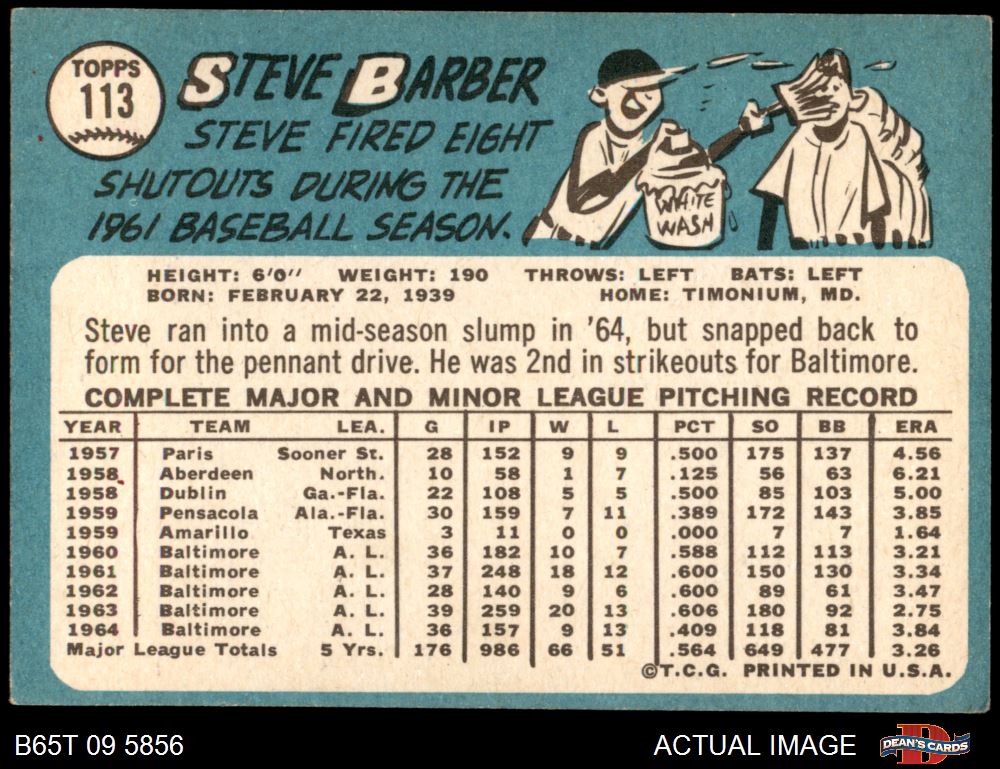 TOPPS
113
STEVE BARBER
STEVE FIRED EIGHT
SHUTOUTS DURING THE
1961 BASEBALL SEASON.
WHITE
WASH
HEIGHT: 6'0" WEIGHT: 190 THROWS: LEFT BATS: LEFT
BORN: FEBRUARY 22, 1939 HOME: TIMONIUM, MD.
Steve ran into a mid-season slump in '64, but snapped back to
form for the pennant drive. He was 2nd in strikeouts for Baltimore.
COMPLETE MAJOR AND MINOR LEAGUE PITCHING RECORD
YEAR TEAM LEA. G IP W L PCT SO BB ERA
1957 Paris Sooner St. 28 152 9 9 .500 175 137 4.56
1958 Aberdeen North. 10 58 1 7 .125 56 63 6.21
1958 Dublin Ga.-Fla. 22 108 5 5 .500 85 103 5.00
1959 Pensacola Ala.-Fla. 30 159 7 11 .389 172 143 3.85
1959 Amarillo Texas 3 11 0 0 .000 7 7 1.64
1960 Baltimore A. L. 36 182 10 7 .588 112 113 3.21
1961 Baltimore A. L. 37 248 18 12 .600 150 130 3.34
1962 Baltimore A. L. 28 140 9 6 .600 89 61 3.47
1963 Baltimore A. L. 39 259 20 13 .606 180 92 2.75
1964 Baltimore A. L. 36 157 9 13 .409 118 81 3.84
Major League Totals 5 Yrs. 176 986 66 51 .564 649 477 3.26
©T.C.G. PRINTED IN U.S.A.
B65T 09 5856 ACTUAL IMAGE DEAN'S CARDS